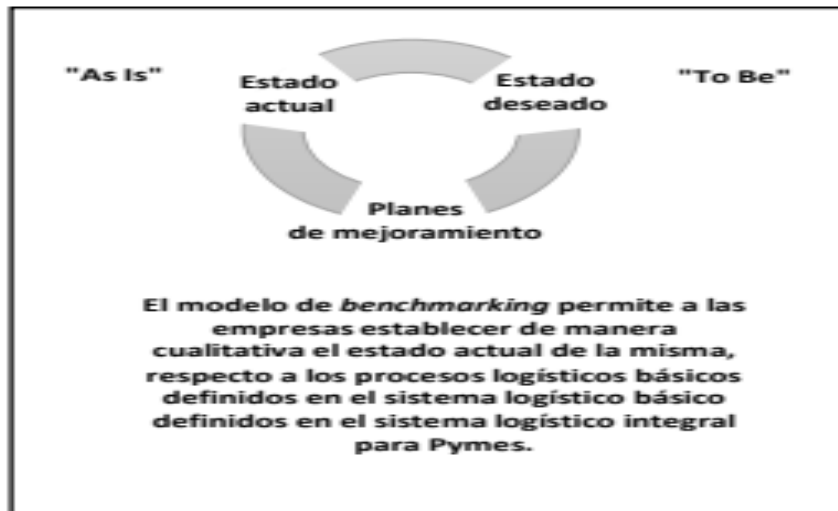 "As Is"
Estado
actual
Estado
deseado
"To Be"
Planes
de mejoramiento
El modelo de benchmarking permite a las
empresas establecer de manera
cualitativa el estado actual de la misma,
respecto a los procesos logísticos básicos
definidos en el sistema logístico básico
definidos en el sistema logístico integral
para Pymes.